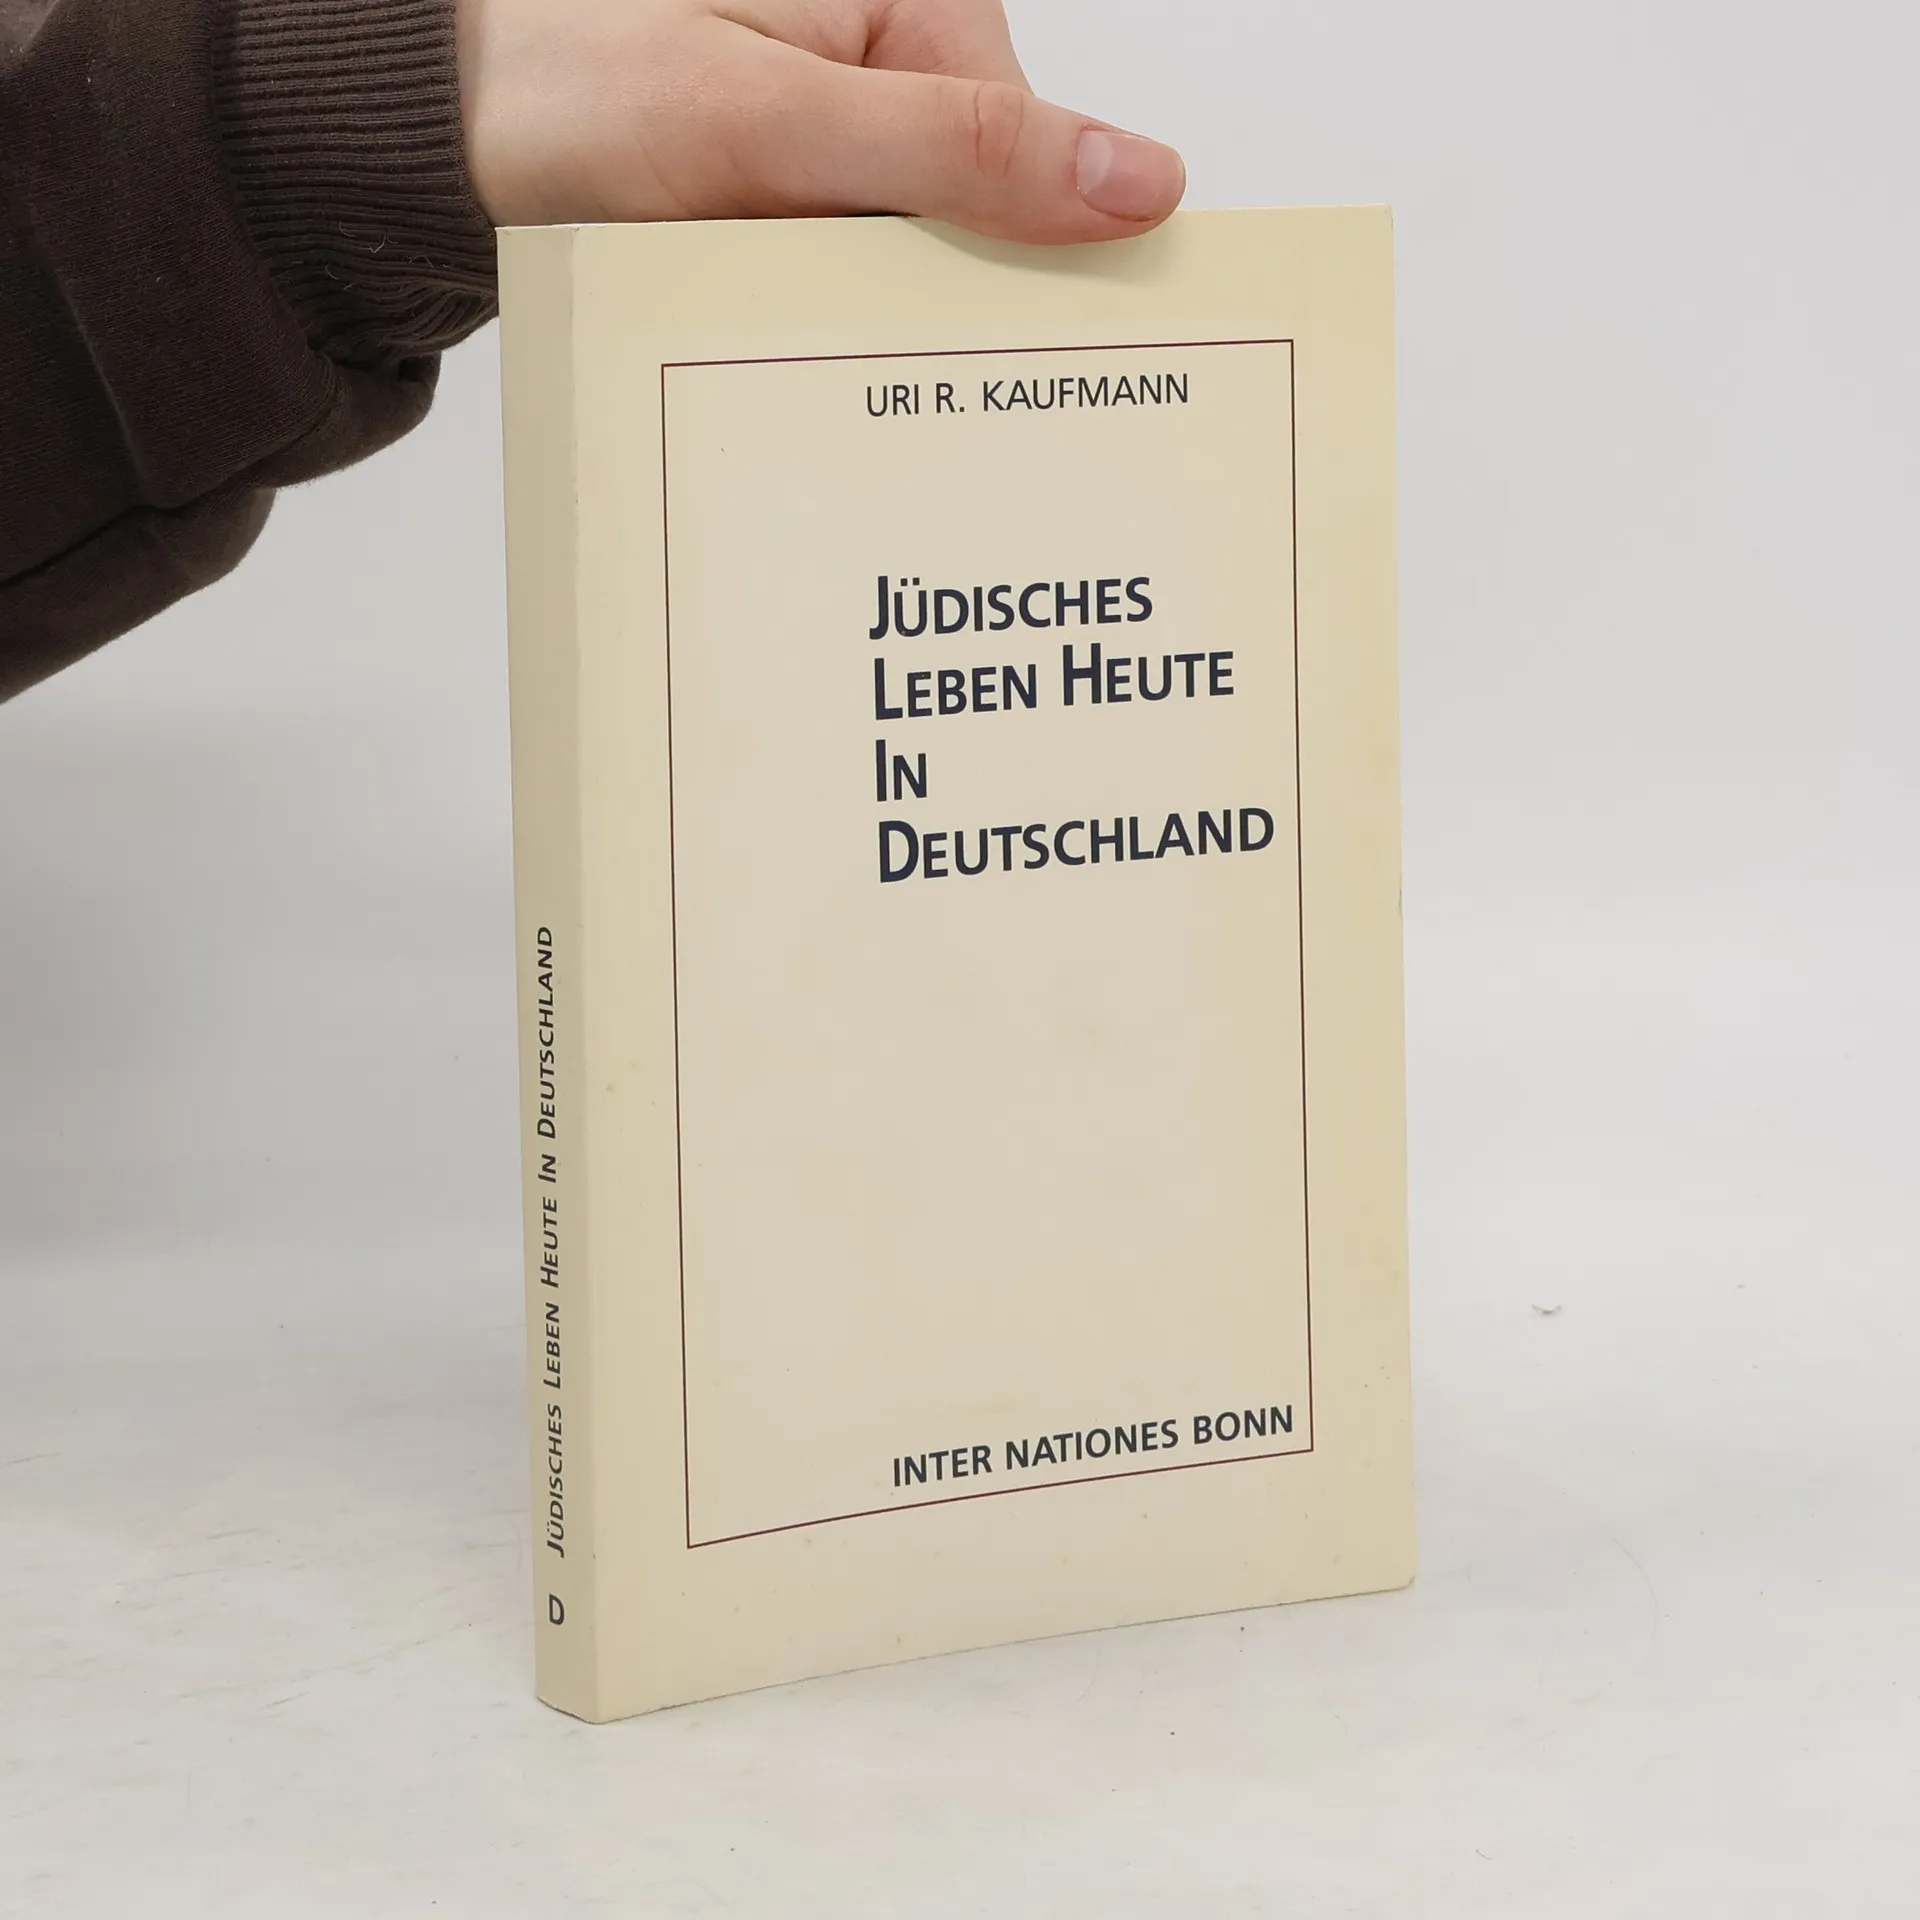 URI R. KAUFMANN
JÜDISCHES
LEBEN HEUTE
IN
DEUTSCHLAND
INTER NATIONES BONN
D JÜDISCHES LEBEN HEUTE IN DEUTSCHLAND